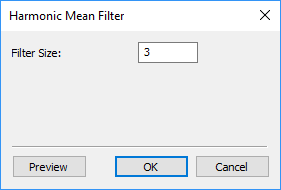 Harmonic Mean Filter
Filter Size: 3
Preview OK Cancel